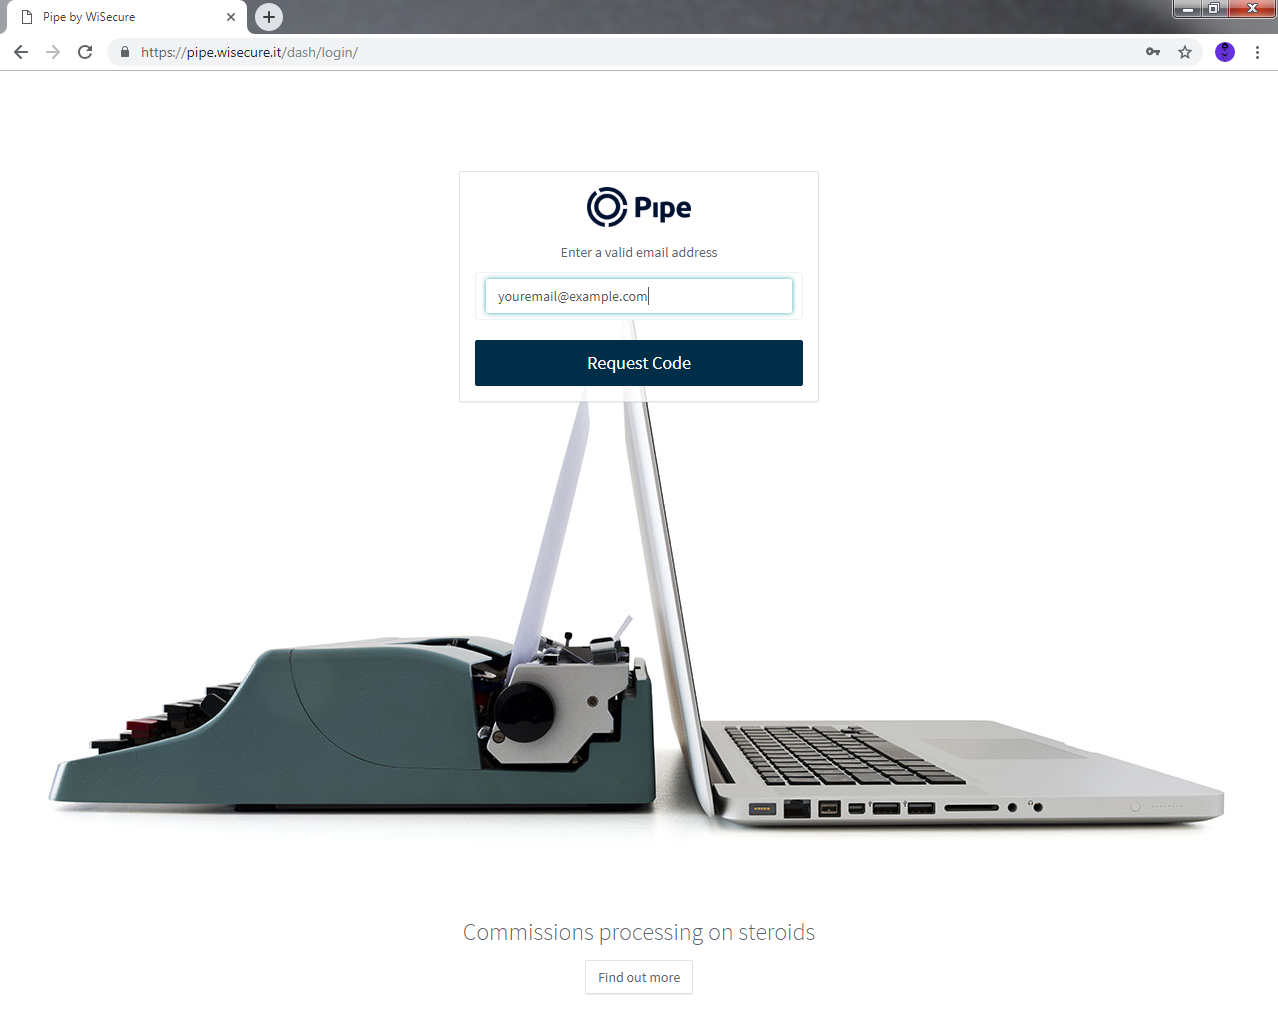 Pipe by WiSecure
https://pipe.wisecure.it/dash/login/
Pipe
Enter a valid email address
youremail@example.com
Request Code
Commissions processing on steroids
Find out more